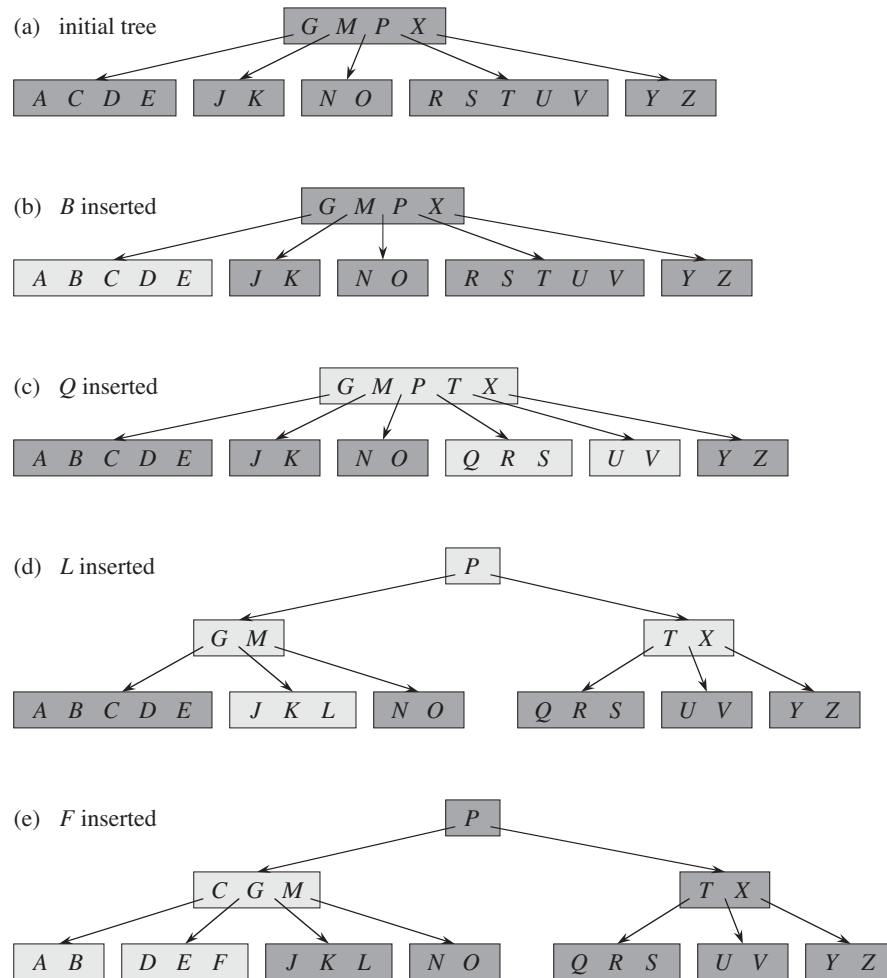 (a) initial tree
G M P X
A C D E J K N O R S T U V Y Z
(b) B inserted
G M P X
A B C D E J K N O R S T U V Y Z
(c) Q inserted
G M P T X
A B C D E J K N O Q R S U V Y Z
(d) L inserted
P
G M T X
A B C D E J K L N O Q R S U V Y Z
(e) F inserted
P
C G M T X
A B D E F J K L N O Q R S U V Y Z